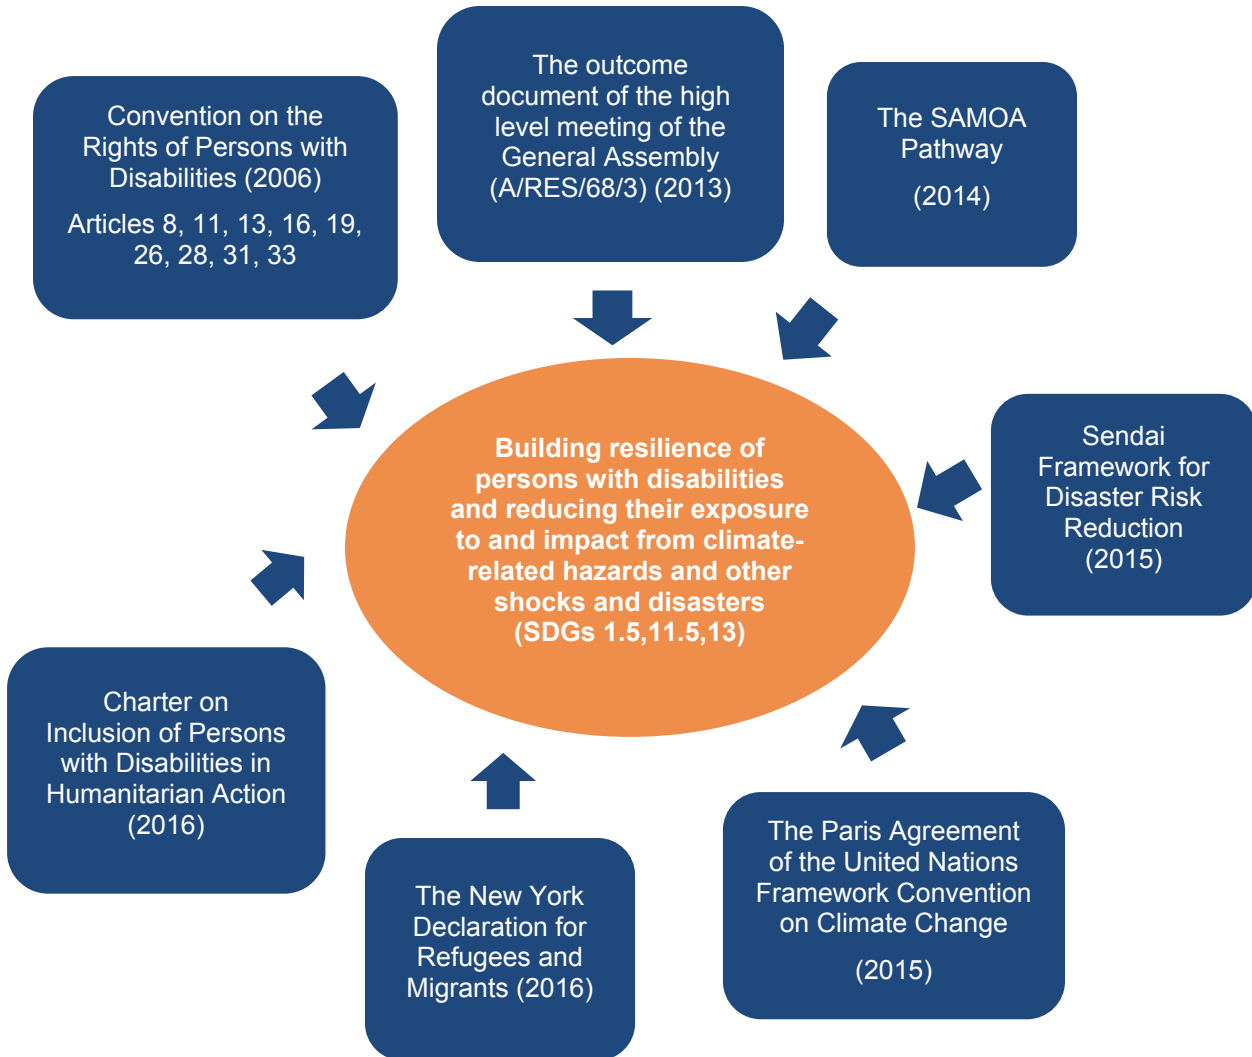 Convention on the
Rights of Persons with
Disabilities (2006)
Articles 8, 11, 13, 16, 19,
26, 28, 31, 33
The outcome
document of the high
level meeting of the
General Assembly
(A/RES/68/3) (2013)
The SAMOA
Pathway
(2014)
Sendai
Framework for
Disaster Risk
Reduction
(2015)
The Paris Agreement
of the United Nations
Framework Convention
on Climate Change
(2015)
The New York
Declaration for
Refugees and
Migrants (2016)
Charter on
Inclusion of Persons
with Disabilities in
Humanitarian Action
(2016)
Building resilience of
persons with disabilities
and reducing their exposure
to and impact from climate-
related hazards and other
shocks and disasters
(SDGs 1.5,11.5,13)